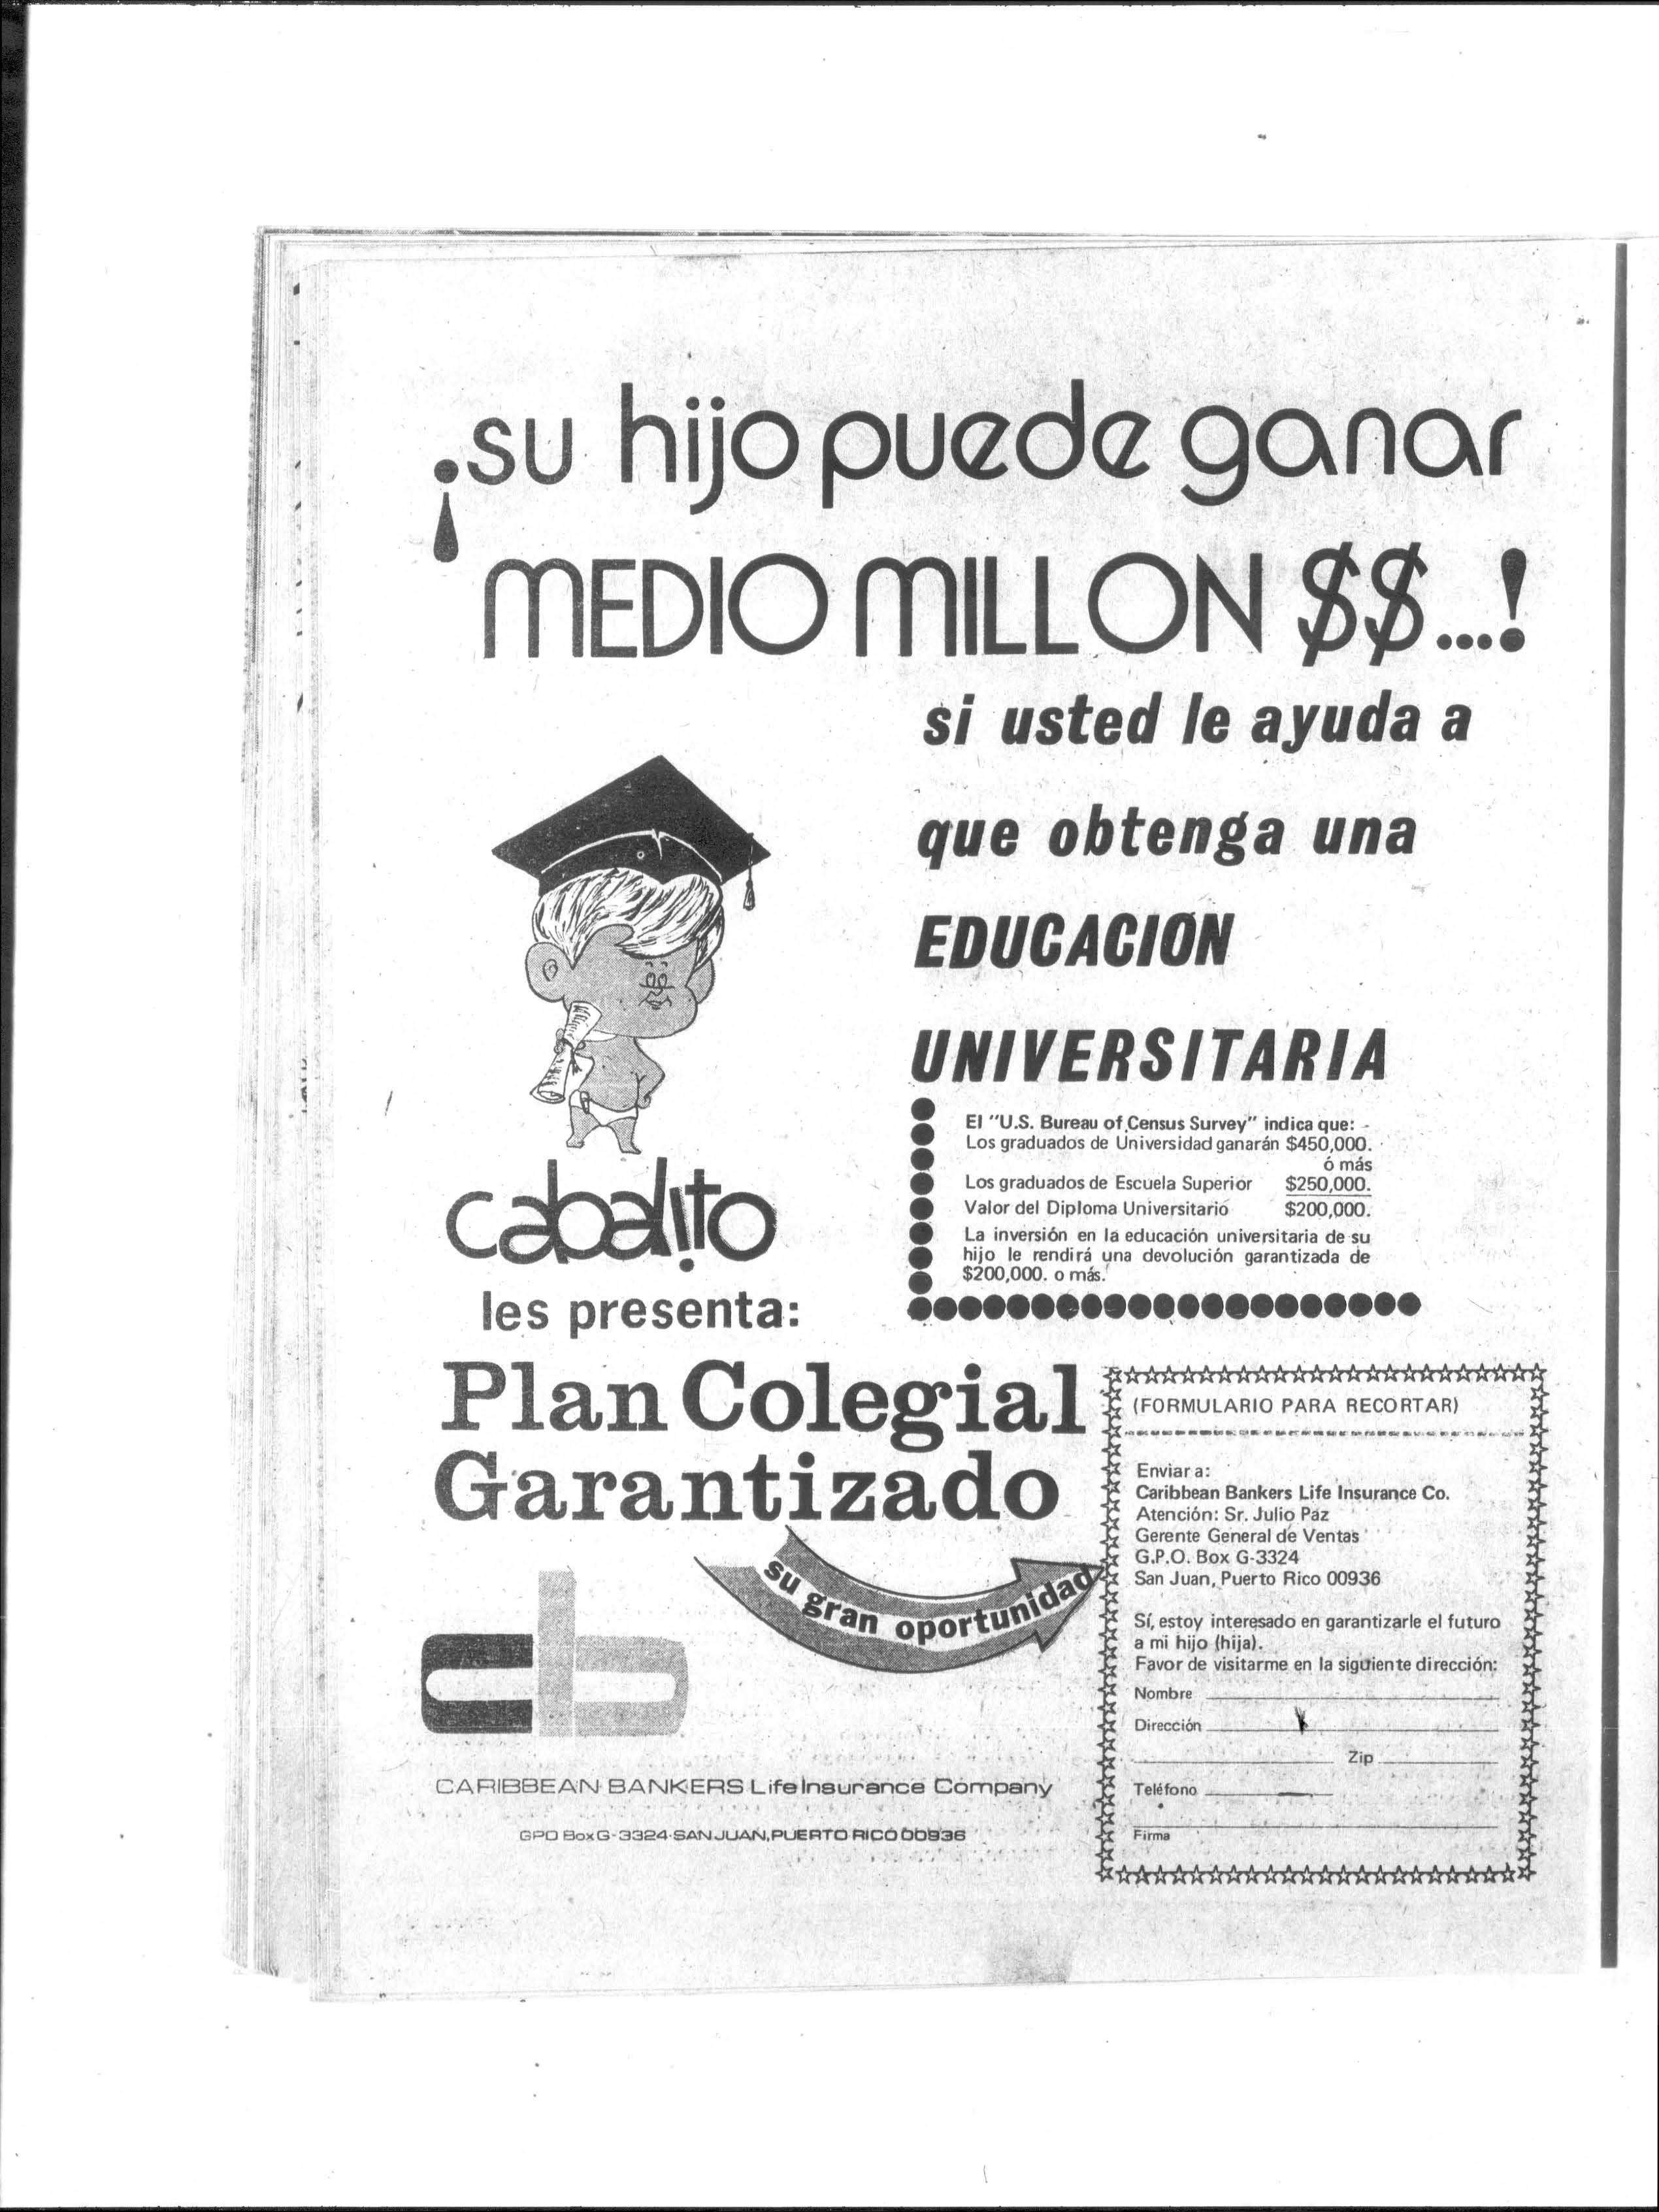 ¡su hijo puede ganar
MEDIO MILLON $$...!
si usted le ayuda a
que obtenga una
EDUCACIÓN
UNIVERSITARIA
El "U.S. Bureau of Census Survey" indica que:
Los graduados de Universidad ganarán $450,000.
ó más
Los graduados de Escuela Superior $250,000.
Valor del Diploma Universitario $200,000.
La inversión en la educación universitaria de su
hijo le rendirá una devolución garantizada de
$200,000. o más.
cabalito
les presenta:
Plan Colegial
Garantizado
su gran oportunidad
cb
CARIBBEAN BANKERS Life Insurance Company
GPO Box G-3324-SAN JUAN, PUERTO RICO 00936
(FORMULARIO PARA RECORTAR)
Enviar a:
Caribbean Bankers Life Insurance Co.
Atención: Sr. Julio Paz
Gerente General de Ventas
G.P.O. Box G-3324
San Juan, Puerto Rico 00936
Sí, estoy interesado en garantizarle el futuro
a mi hijo (hija).
Favor de visitarme en la siguiente dirección:
Nombre
Dirección
Zip
Teléfono
Firma